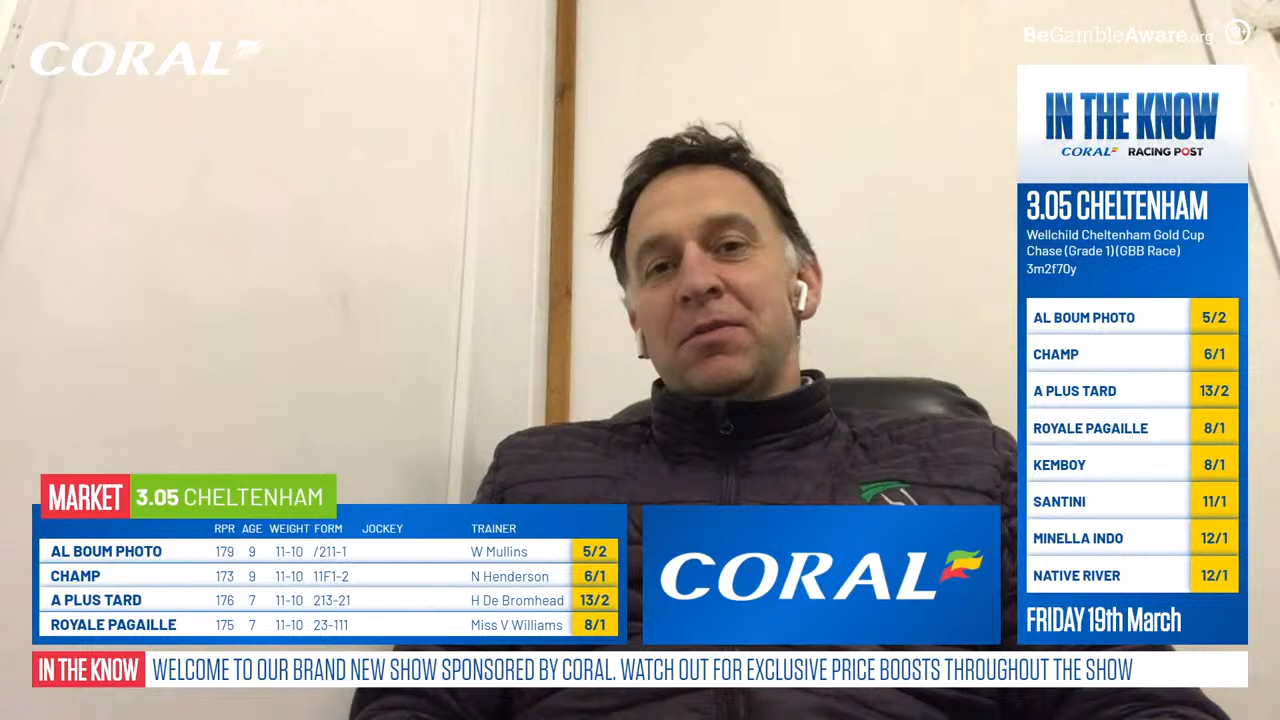 CORAL
BeGambleAware.org 18+
IN THE KNOW
CORAL RACING POST
3.05 CHELTENHAM
Wellchild Cheltenham Gold Cup
Chase (Grade 1) (GBB Race)
3m2f70y
AL BOUM PHOTO 5/2
CHAMP 6/1
A PLUS TARD 13/2
ROYALE PAGAILLE 8/1
KEMBOY 8/1
SANTINI 11/1
MINELLA INDO 12/1
NATIVE RIVER 12/1
FRIDAY 19th March
MARKET 3.05 CHELTENHAM
RPR AGE WEIGHT FORM JOCKEY TRAINER
AL BOUM PHOTO 179 9 11-10 /211-1 W Mullins 5/2
CHAMP 173 9 11-10 11F1-2 N Henderson 6/1
A PLUS TARD 176 7 11-10 213-21 H De Bromhead 13/2
ROYALE PAGAILLE 175 7 11-10 23-111 Miss V Williams 8/1
CORAL
IN THE KNOW WELCOME TO OUR BRAND NEW SHOW SPONSORED BY CORAL. WATCH OUT FOR EXCLUSIVE PRICE BOOSTS THROUGHOUT THE SHOW